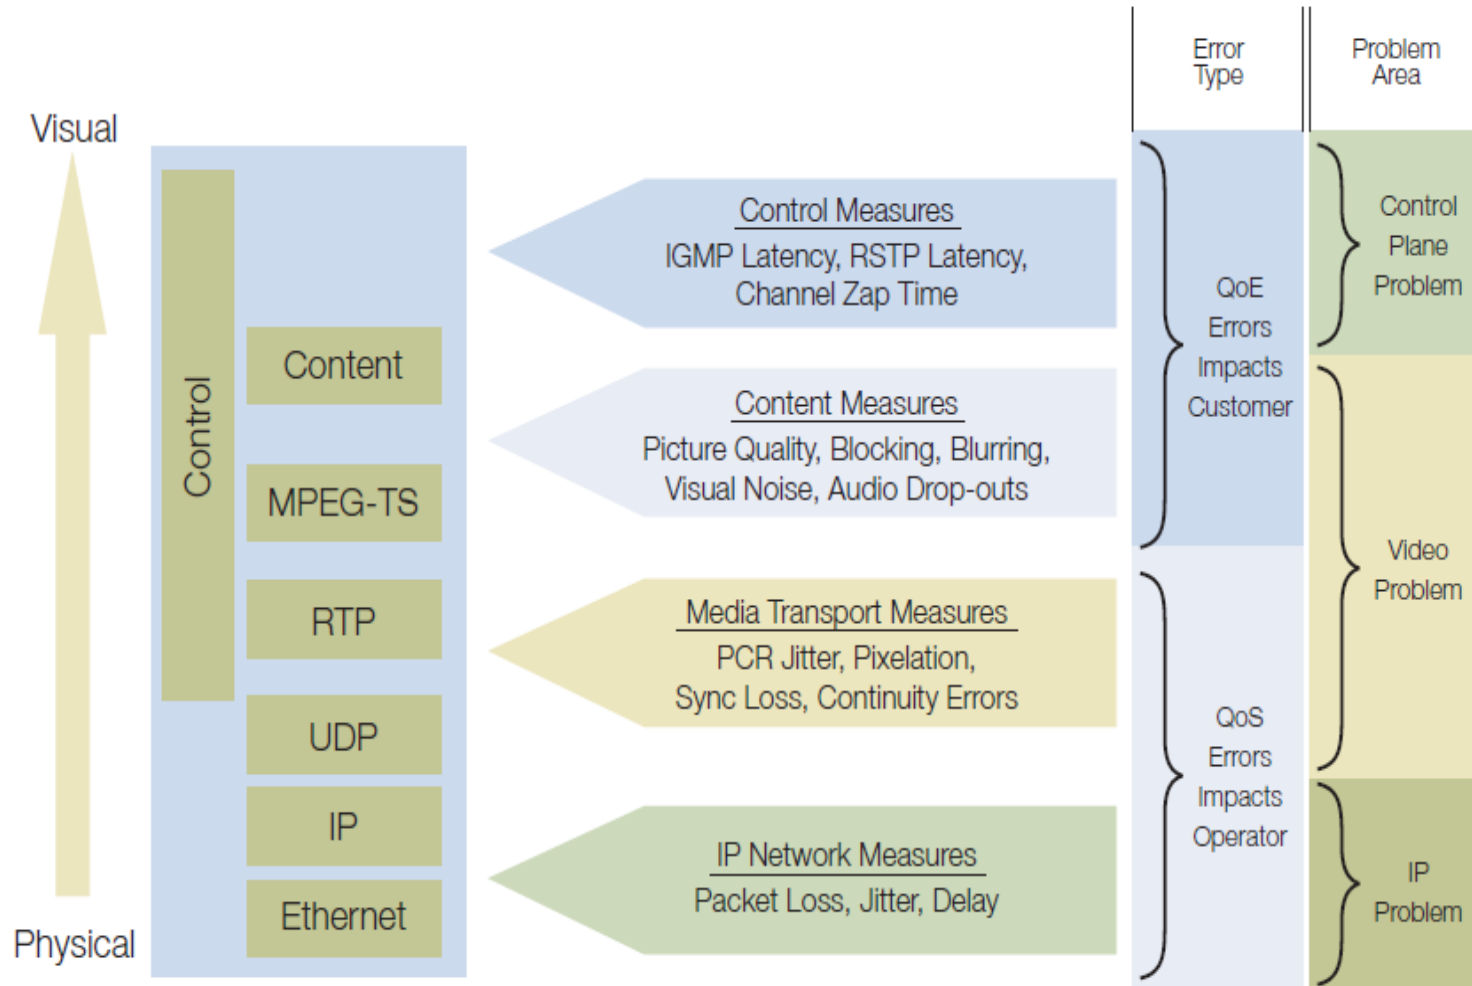 Error
Type
Problem
Area
Visual
Physical
Control
Content
MPEG-TS
RTP
UDP
IP
Ethernet
Control Measures
IGMP Latency, RSTP Latency,
Channel Zap Time
Content Measures
Picture Quality, Blocking, Blurring,
Visual Noise, Audio Drop-outs
Media Transport Measures
PCR Jitter, Pixelation,
Sync Loss, Continuity Errors
IP Network Measures
Packet Loss, Jitter, Delay
QoE
Errors
Impacts
Customer
QoS
Errors
Impacts
Operator
Control
Plane
Problem
Video
Problem
IP
Problem